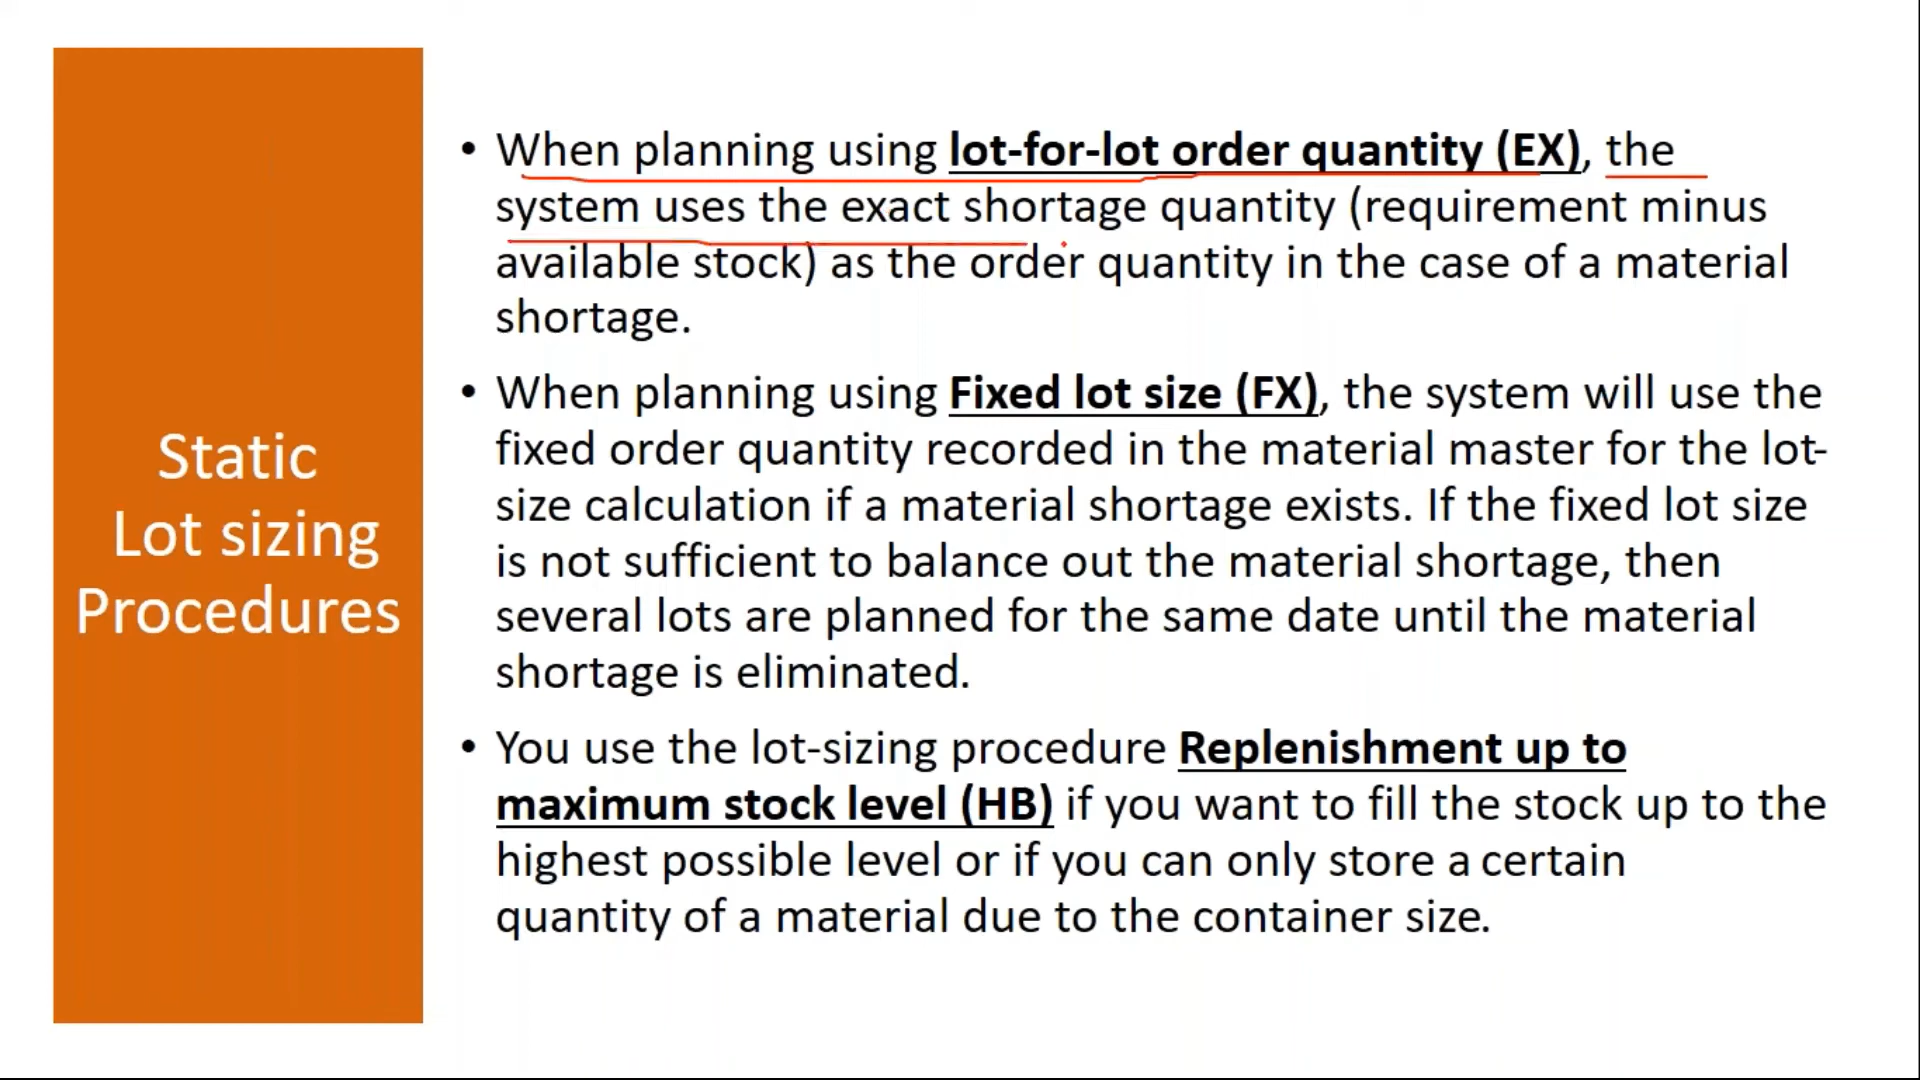 Static
Lot sizing
Procedures
• When planning using lot-for-lot order quantity (EX), the
system uses the exact shortage quantity (requirement minus
available stock) as the order quantity in the case of a material
shortage.
• When planning using Fixed lot size (FX), the system will use the
fixed order quantity recorded in the material master for the lot-
size calculation if a material shortage exists. If the fixed lot size
is not sufficient to balance out the material shortage, then
several lots are planned for the same date until the material
shortage is eliminated.
• You use the lot-sizing procedure Replenishment up to
maximum stock level (HB) if you want to fill the stock up to the
highest possible level or if you can only store a certain
quantity of a material due to the container size.